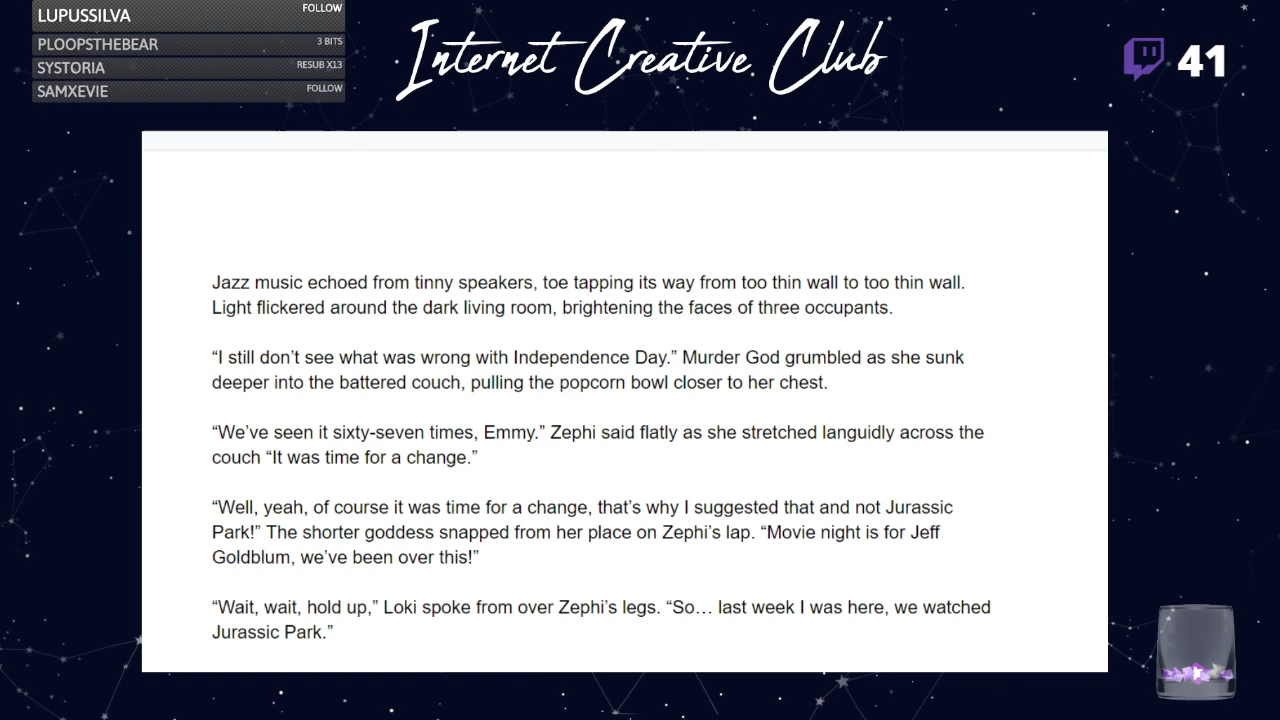 LUPUSSILVA FOLLOW
PLOOPSTHEBEAR 3 BITS
SYSTORIA RESUB X13
SAMXEVIE FOLLOW
Internet Creative Club
41
Jazz music echoed from tinny speakers, toe tapping its way from too thin wall to too thin wall.
Light flickered around the dark living room, brightening the faces of three occupants.
“I still don’t see what was wrong with Independence Day.” Murder God grumbled as she sunk
deeper into the battered couch, pulling the popcorn bowl closer to her chest.
“We’ve seen it sixty-seven times, Emmy.” Zephi said flatly as she stretched languidly across the
couch “It was time for a change.”
“Well, yeah, of course it was time for a change, that’s why I suggested that and not Jurassic
Park!” The shorter goddess snapped from her place on Zephi’s lap. “Movie night is for Jeff
Goldblum, we’ve been over this!”
“Wait, wait, hold up,” Loki spoke from over Zephi’s legs. “So… last week I was here, we watched
Jurassic Park.”